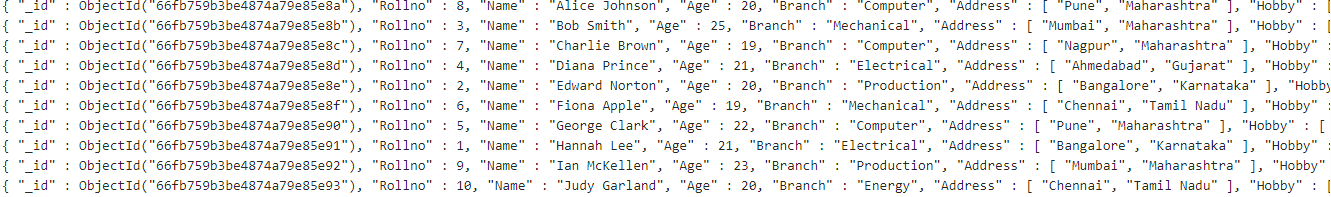 { "_id" : ObjectId("66fb759b3be4874a79e85e8a"), "Rollno" : 8, "Name" : "Alice Johnson", "Age" : 20, "Branch" : "Computer", "Address" : [ "Pune", "Maharashtra" ], "Hobby" : [
{ "_id" : ObjectId("66fb759b3be4874a79e85e8b"), "Rollno" : 3, "Name" : "Bob Smith", "Age" : 25, "Branch" : "Mechanical", "Address" : [ "Mumbai", "Maharashtra" ], "Hobby" : [
{ "_id" : ObjectId("66fb759b3be4874a79e85e8c"), "Rollno" : 7, "Name" : "Charlie Brown", "Age" : 19, "Branch" : "Computer", "Address" : [ "Nagpur", "Maharashtra" ], "Hobby"
{ "_id" : ObjectId("66fb759b3be4874a79e85e8d"), "Rollno" : 4, "Name" : "Diana Prince", "Age" : 21, "Branch" : "Electrical", "Address" : [ "Ahmedabad", "Gujarat" ], "Hobby" :
{ "_id" : ObjectId("66fb759b3be4874a79e85e8e"), "Rollno" : 2, "Name" : "Edward Norton", "Age" : 20, "Branch" : "Production", "Address" : [ "Bangalore", "Karnataka" ], "Hobby
{ "_id" : ObjectId("66fb759b3be4874a79e85e8f"), "Rollno" : 6, "Name" : "Fiona Apple", "Age" : 19, "Branch" : "Mechanical", "Address" : [ "Chennai", "Tamil Nadu" ], "Hobby" :
{ "_id" : ObjectId("66fb759b3be4874a79e85e90"), "Rollno" : 5, "Name" : "George Clark", "Age" : 22, "Branch" : "Computer", "Address" : [ "Pune", "Maharashtra" ], "Hobby" : [
{ "_id" : ObjectId("66fb759b3be4874a79e85e91"), "Rollno" : 1, "Name" : "Hannah Lee", "Age" : 21, "Branch" : "Electrical", "Address" : [ "Bangalore", "Karnataka" ], "Hobby" :
{ "_id" : ObjectId("66fb759b3be4874a79e85e92"), "Rollno" : 9, "Name" : "Ian McKellen", "Age" : 23, "Branch" : "Production", "Address" : [ "Mumbai", "Maharashtra" ], "Hobby"
{ "_id" : ObjectId("66fb759b3be4874a79e85e93"), "Rollno" : 10, "Name" : "Judy Garland", "Age" : 20, "Branch" : "Energy", "Address" : [ "Chennai", "Tamil Nadu" ], "Hobby" : [